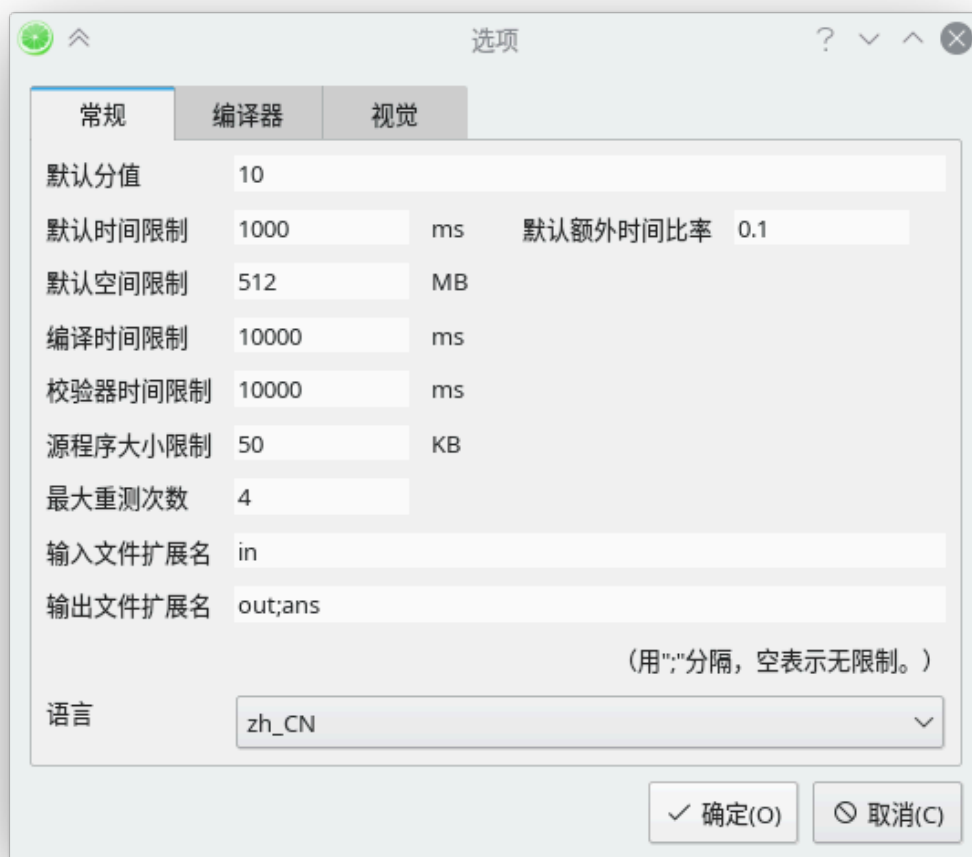 选项
常规 编译器 视觉
默认分值 10
默认时间限制 1000 ms 默认额外时间比率 0.1
默认空间限制 512 MB
编译时间限制 10000 ms
校验器时间限制 10000 ms
源程序大小限制 50 KB
最大重测次数 4
输入文件扩展名 in
输出文件扩展名 out;ans
（用";"分隔，空表示无限制。）
语言 zh_CN
确定(O) 取消(C)